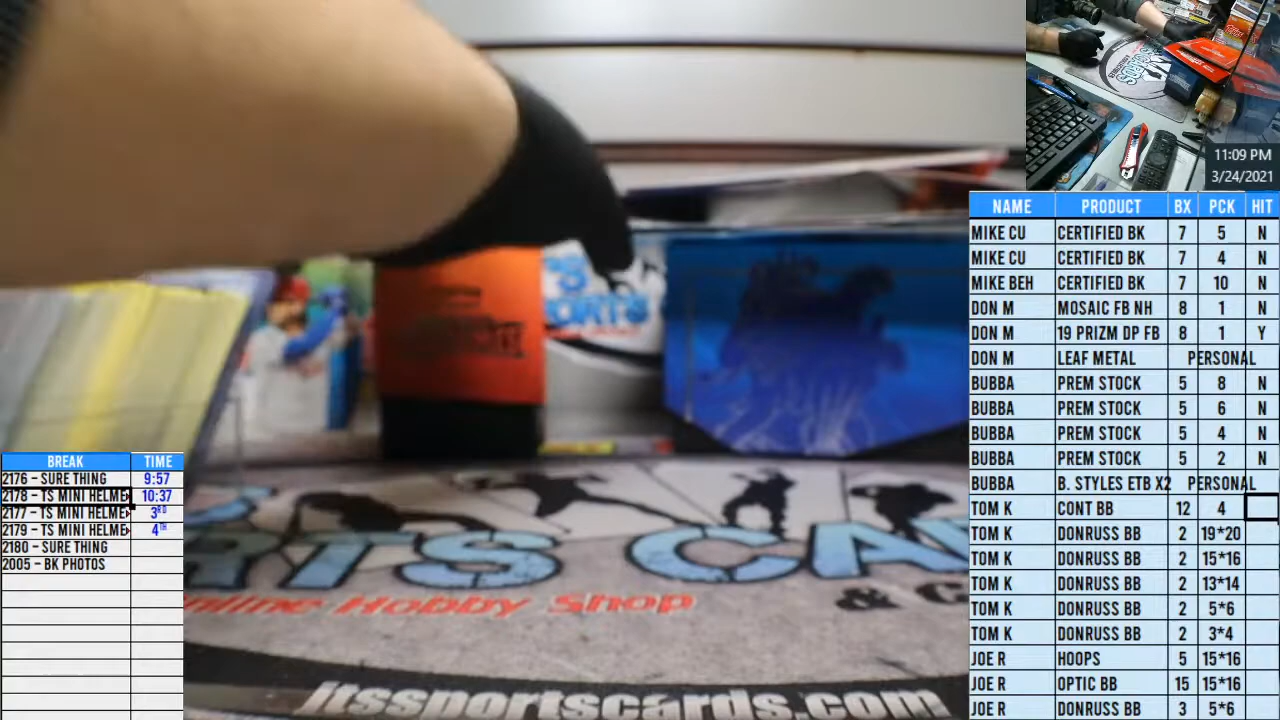 11:09 PM
3/24/2021
NAME PRODUCT BX PCK HIT
MIKE CU CERTIFIED BK 7 5 N
MIKE CU CERTIFIED BK 7 4 N
MIKE BEH CERTIFIED BK 7 10 N
DON M MOSAIC FB NH 8 1 N
DON M 19 PRIZM DP FB 8 1 Y
DON M LEAF METAL PERSONAL
BUBBA PREM STOCK 5 8 N
BUBBA PREM STOCK 5 6 N
BUBBA PREM STOCK 5 4 N
BUBBA PREM STOCK 5 2 N
BUBBA B. STYLES ETB X2 PERSONAL
TOM K CONT BB 12 4
TOM K DONRUSS BB 2 19*20
TOM K DONRUSS BB 2 15*16
TOM K DONRUSS BB 2 13*14
TOM K DONRUSS BB 2 5*6
TOM K DONRUSS BB 2 3*4
JOE R HOOPS 5 15*16
JOE R OPTIC BB 15 15*16
JOE R DONRUSS BB 3 5*6
BREAK TIME
2176 – SURE THING 9:57
2178 – TS MINI HELME 10:37
2177 – TS MINI HELME 3RD
2179 – TS MINI HELME 4TH
2180 – SURE THING
2005 – BK PHOTOS
RTS CA
nline Hobby Shop & C
jtssportscards.com